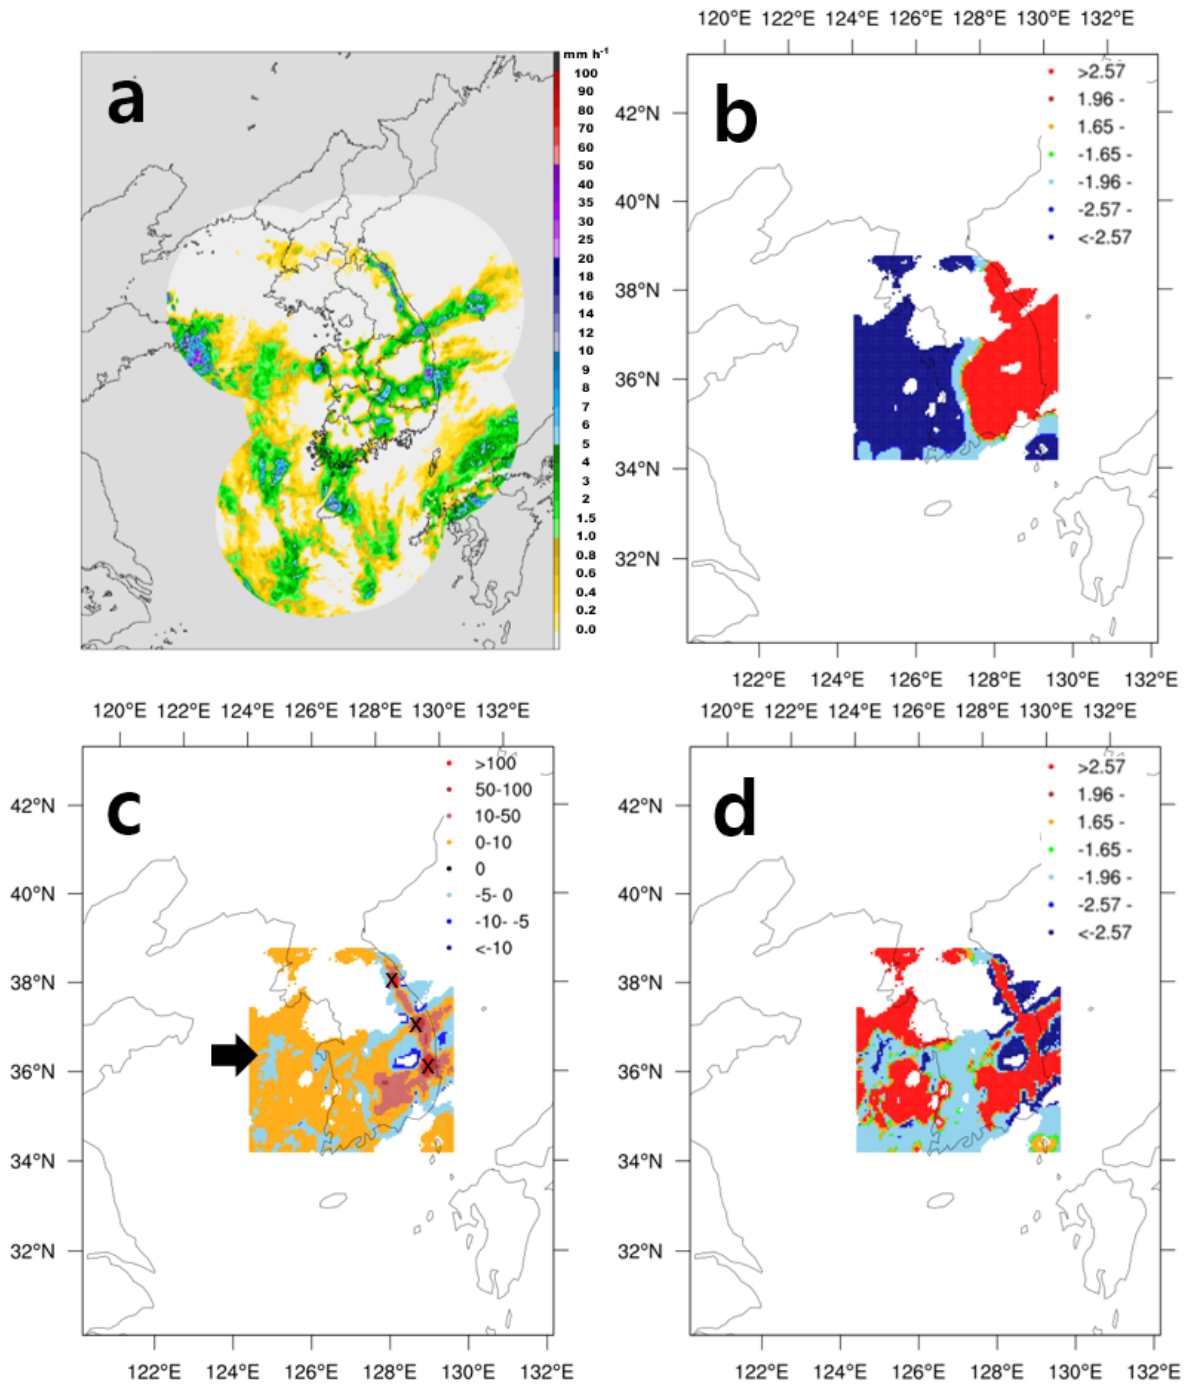 120°E 122°E 124°E 126°E 128°E 130°E 132°E
mm h⁻¹
a
100
90
80
70
60
50
40
35
30
25
20
18
16
14
12
10
9
8
7
6
5
4
3
2
1.5
1.0
0.8
0.6
0.4
0.2
0.0
b
>2.57
1.96 -
1.65 -
-1.65 -
-1.96 -
-2.57 -
<-2.57
42°N
40°N
38°N
36°N
34°N
32°N
122°E 124°E 126°E 128°E 130°E 132°E
120°E 122°E 124°E 126°E 128°E 130°E 132°E
c
>100
50-100
10-50
0-10
0
-5- 0
-10- -5
<-10
42°N
40°N
38°N
36°N
34°N
32°N
X
X
X
122°E 124°E 126°E 128°E 130°E 132°E
120°E 122°E 124°E 126°E 128°E 130°E 132°E
d
>2.57
1.96 -
1.65 -
-1.65 -
-1.96 -
-2.57 -
<-2.57
42°N
40°N
38°N
36°N
34°N
32°N
122°E 124°E 126°E 128°E 130°E 132°E